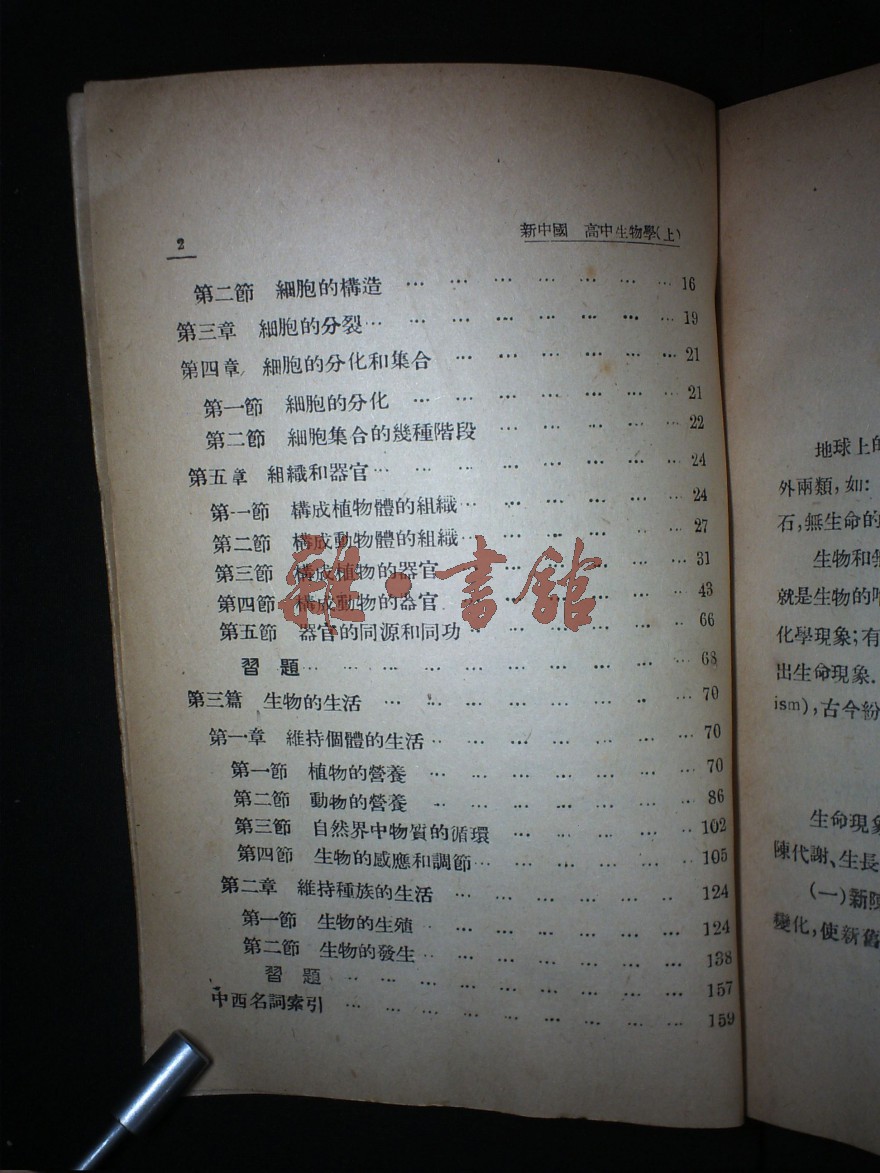 2
新中國 高中生物學(上)
第二節 細胞的構造 … … … … … … … 16
第三章 細胞的分裂 … … … … … … … 19
第四章 細胞的分化和集合 … … … … … … 21
第一節 細胞的分化 … … … … … … … 21
第二節 細胞集合的幾種階段 … … … … … 22
第五章 組織和器官 … … … … … … … 24
第一節 構成植物體的組織 … … … … … … 24
第二節 構成動物體的組織 … … … … … … 27
第三節 構成植物的器官 … … … … … … 31
第四節 構成動物的器官 … … … … … … 43
第五節 器官的同源和同功 … … … … … … 66
習題 … … … … … … … … … 68
第三篇 生物的生活 … … … … … … … … 70
第一章 維持個體的生活 … … … … … … … 70
第一節 植物的營養 … … … … … … … 70
第二節 動物的營養 … … … … … … … 86
第三節 自然界中物質的循環 … … … … … 102
第四節 生物的感應和調節 … … … … … … 105
第二章 維持種族的生活 … … … … … … 124
第一節 生物的生殖 … … … … … … … 124
第二節 生物的發生 … … … … … … … 138
習題 … … … … … … … … … 157
中西名詞索引 … … … … … … … … 159
雜·書館
地球上的
外兩類,如:
石,無生命的
生物和無
就是生物的
化學現象;有
出生命現象.
ism),古今紛
生命現象
陳代謝、生長
(一)新陳
變化,使新舊